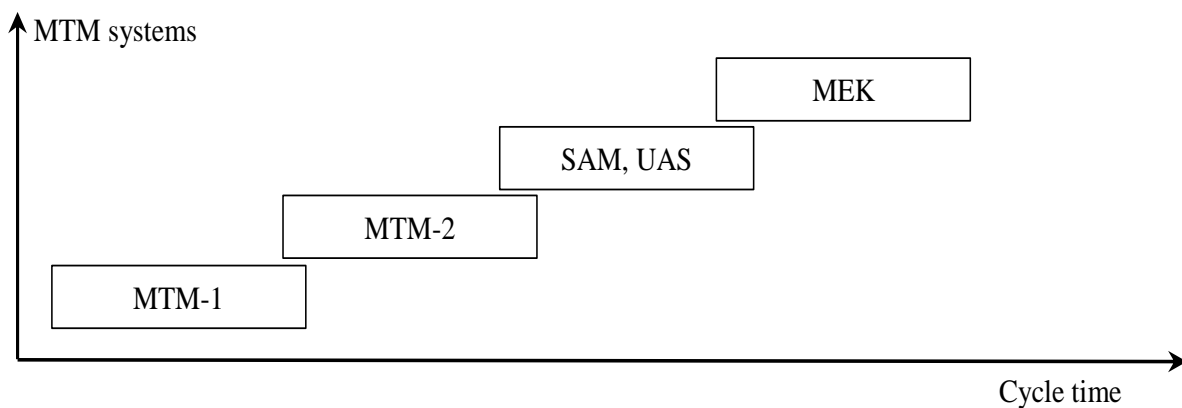 MTM systems
MEK
SAM, UAS
MTM-2
MTM-1
Cycle time